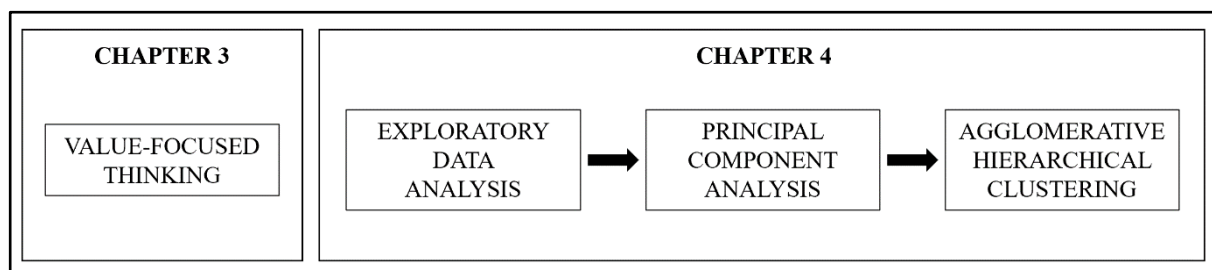 CHAPTER 3
VALUE-FOCUSED
THINKING
CHAPTER 4
EXPLORATORY
DATA
ANALYSIS
PRINCIPAL
COMPONENT
ANALYSIS
AGGLOMERATIVE
HIERARCHICAL
CLUSTERING